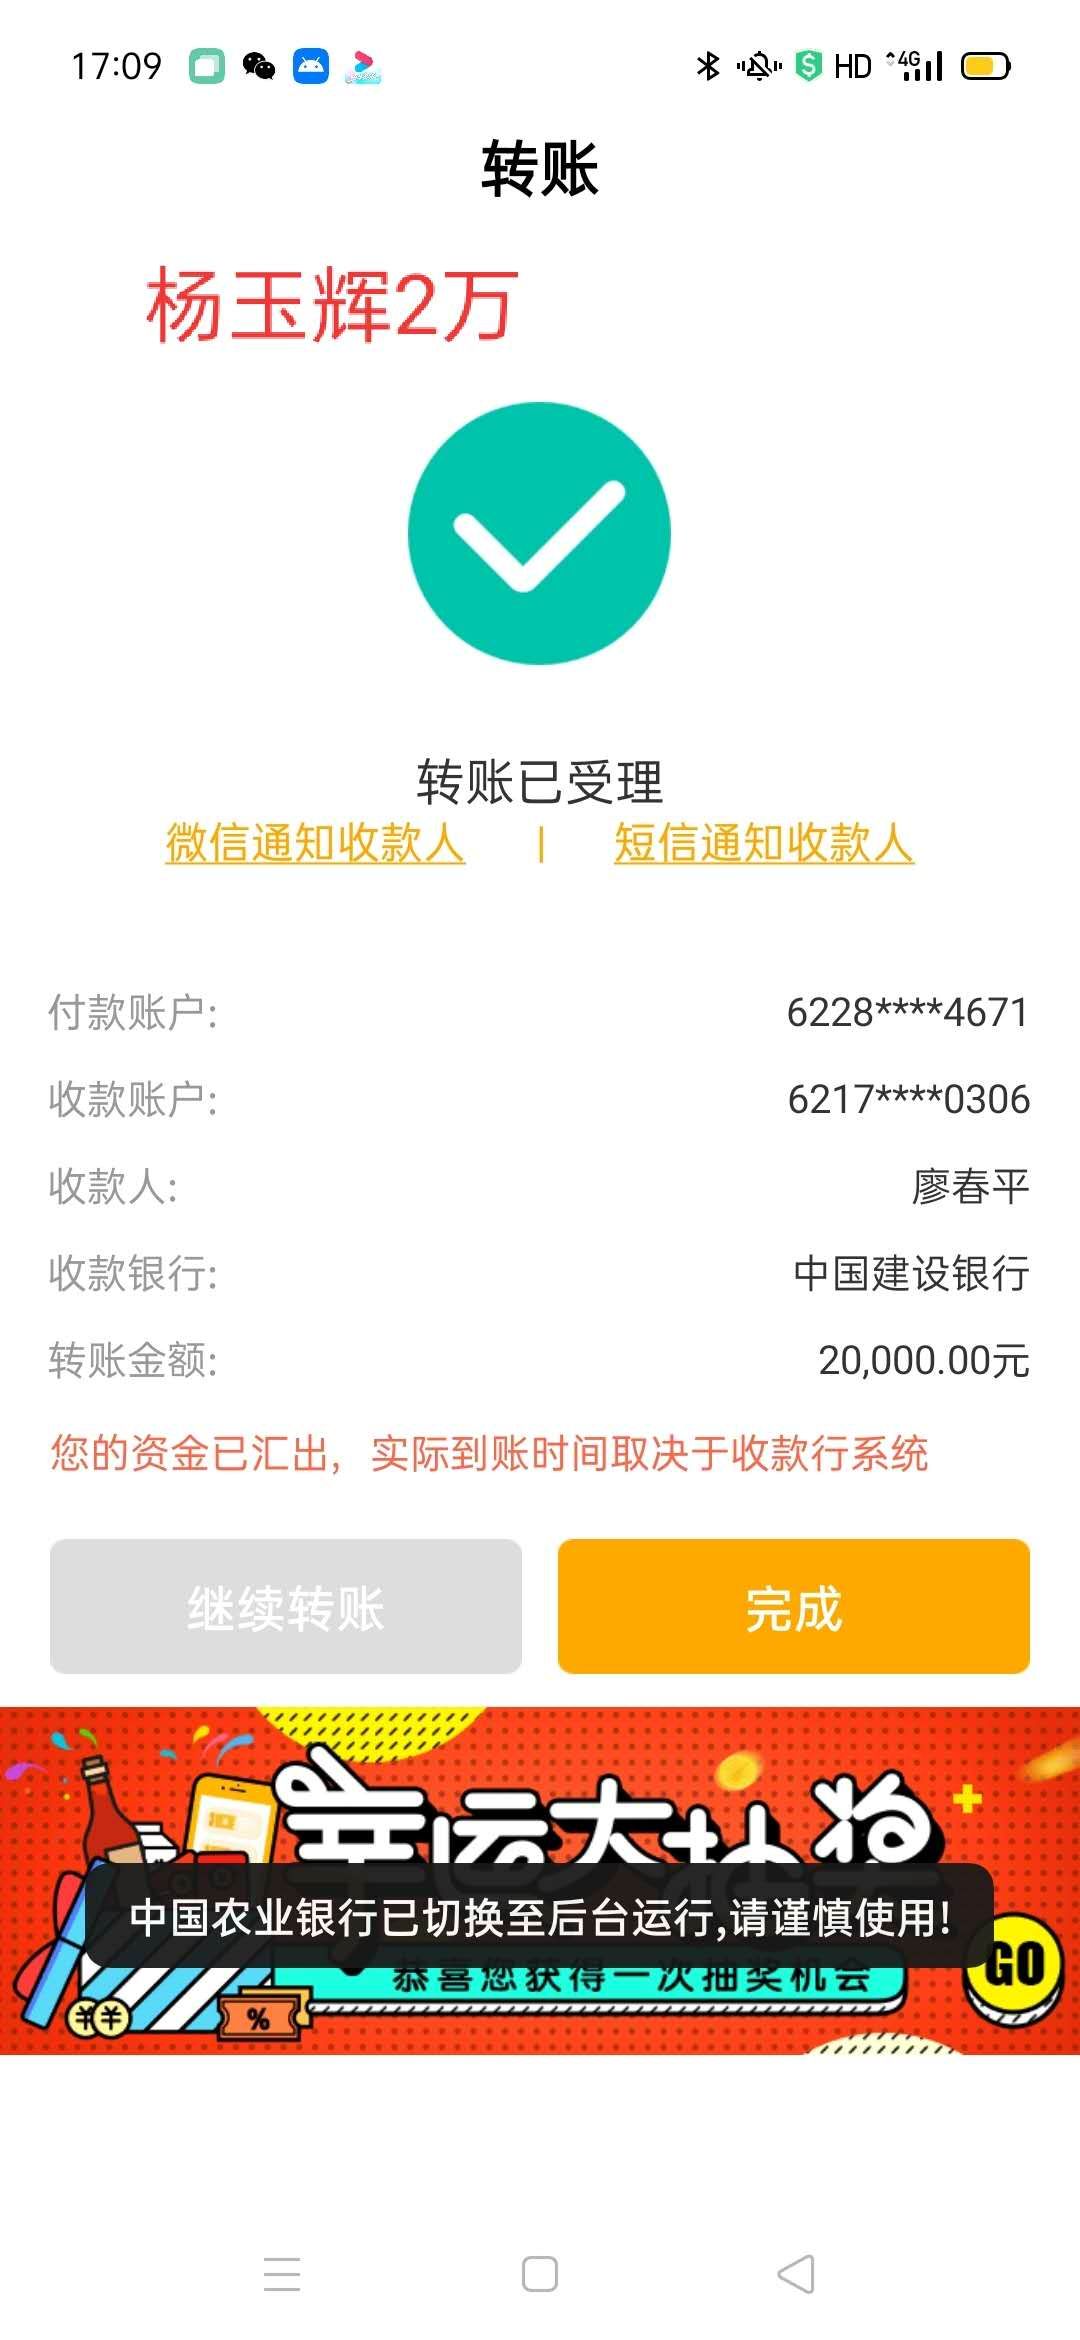 17:09 HD 4G
转账
杨玉辉2万
转账已受理
微信通知收款人 | 短信通知收款人
付款账户: 6228****4671
收款账户: 6217****0306
收款人: 廖春平
收款银行: 中国建设银行
转账金额: 20,000.00元
您的资金已汇出，实际到账时间取决于收款行系统
继续转账 完成
幸运大抽奖
中国农业银行已切换至后台运行,请谨慎使用!
恭喜您获得一次抽奖机会
GO
¥¥ %